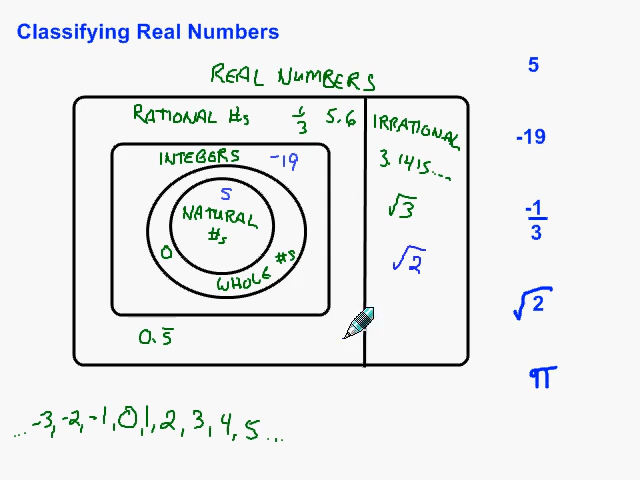 Classifying Real Numbers
REAL NUMBERS
RATIONAL #s 1/3 5.6
IRRATIONAL
3.1415....
√3
√2
INTEGERS -19
5
NATURAL
#s
0
WHOLE #s
0.5̅
... -3, -2, -1, 0, 1, 2, 3, 4, 5 ...
5
-19
-1/3
√2
π